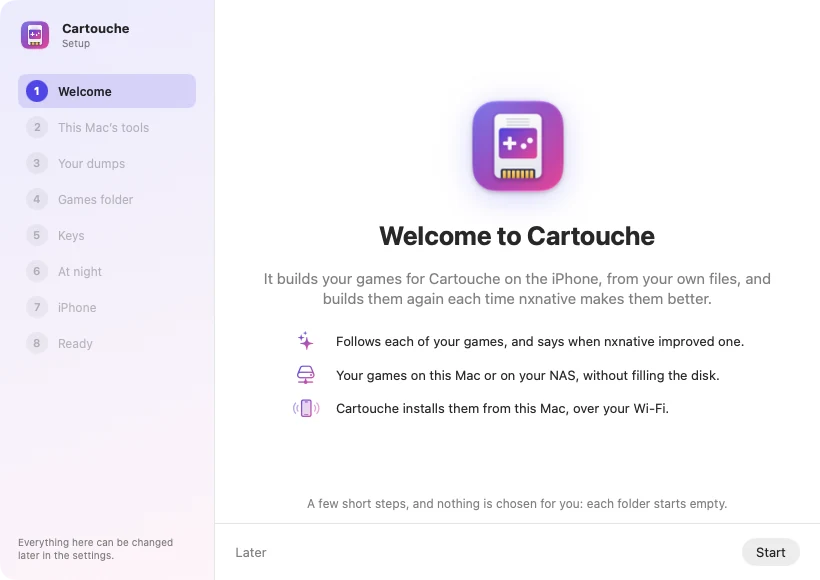 Cartouche
Setup
1 Welcome
2 This Mac's tools
3 Your dumps
4 Games folder
5 Keys
6 At night
7 iPhone
8 Ready
Everything here can be changed
later in the settings.
Welcome to Cartouche
It builds your games for Cartouche on the iPhone, from your own files, and
builds them again each time nxnative makes them better.
Follows each of your games, and says when nxnative improved one.
Your games on this Mac or on your NAS, without filling the disk.
Cartouche installs them from this Mac, over your Wi-Fi.
A few short steps, and nothing is chosen for you: each folder starts empty.
Later
Start